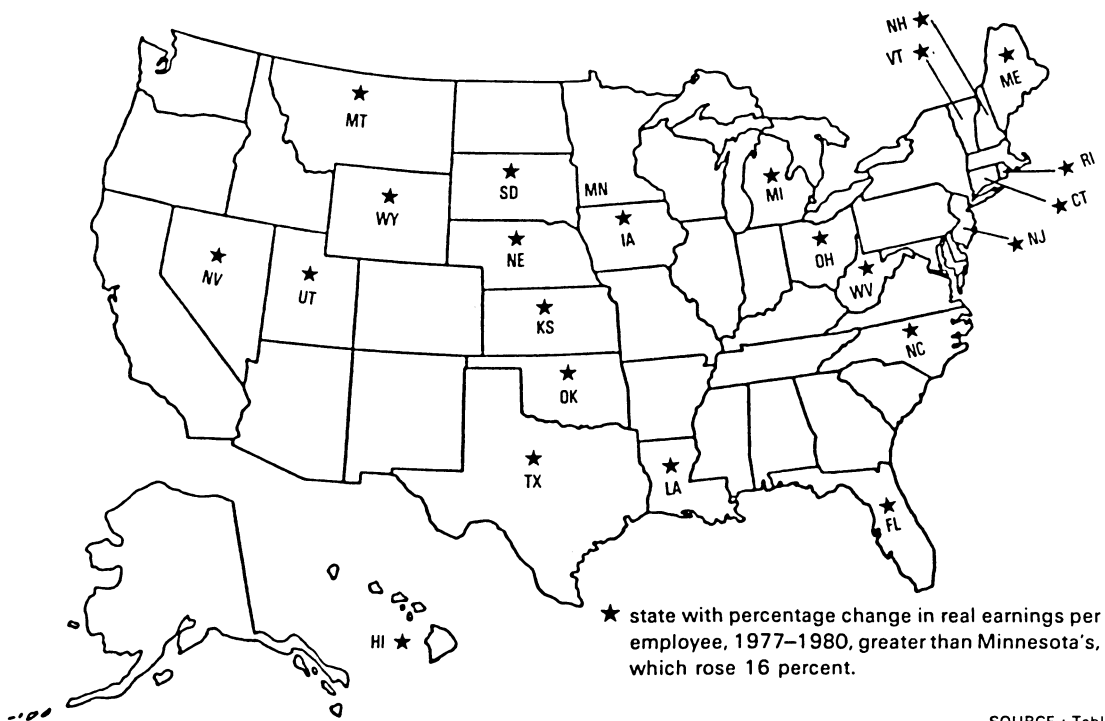 NH ★
VT ★
★
ME
★
MT
★ RI
★
SD
MN
★
MI
★
WY
★ CT
★
IA
★
NE
★
OH
★ NJ
★
NV
★
UT
★
WV
★
KS
★
NC
★
OK
★
TX
★
LA
★
FL
HI ★
★ state with percentage change in real earnings per
employee, 1977–1980, greater than Minnesota's,
which rose 16 percent.
SOURCE :